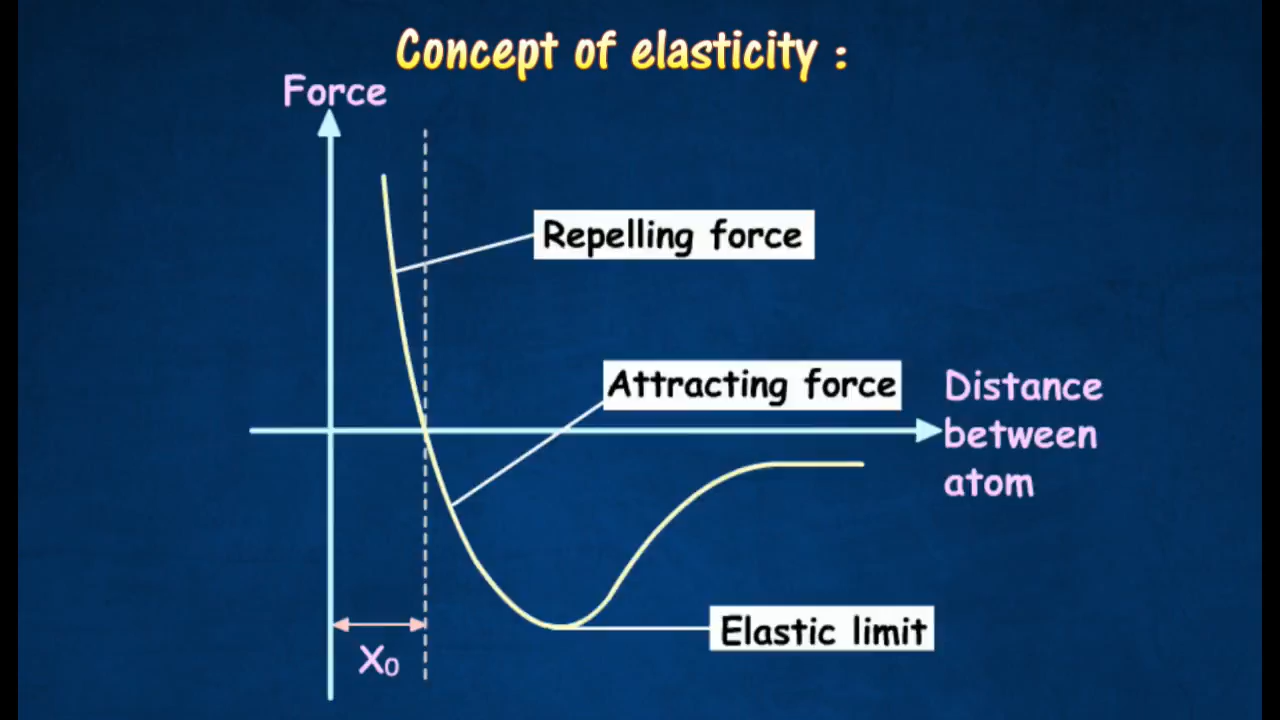 Concept of elasticity :
Force
Repelling force
Attracting force
Distance
between
atom
Elastic limit
X₀